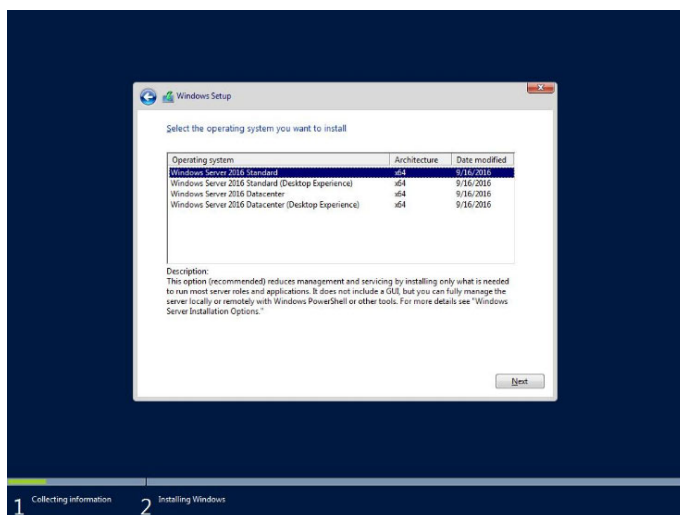 Windows Setup
Select the operating system you want to install
Operating system Architecture Date modified
Windows Server 2016 Standard x64 9/16/2016
Windows Server 2016 Standard (Desktop Experience) x64 9/16/2016
Windows Server 2016 Datacenter x64 9/16/2016
Windows Server 2016 Datacenter (Desktop Experience) x64 9/16/2016
Description:
This option (recommended) reduces management and servicing by installing only what is needed
to run most server roles and applications. It does not include a GUI, but you can fully manage the
server locally or remotely with Windows PowerShell or other tools. For more details see "Windows
Server Installation Options."
Next
1 Collecting information 2 Installing Windows